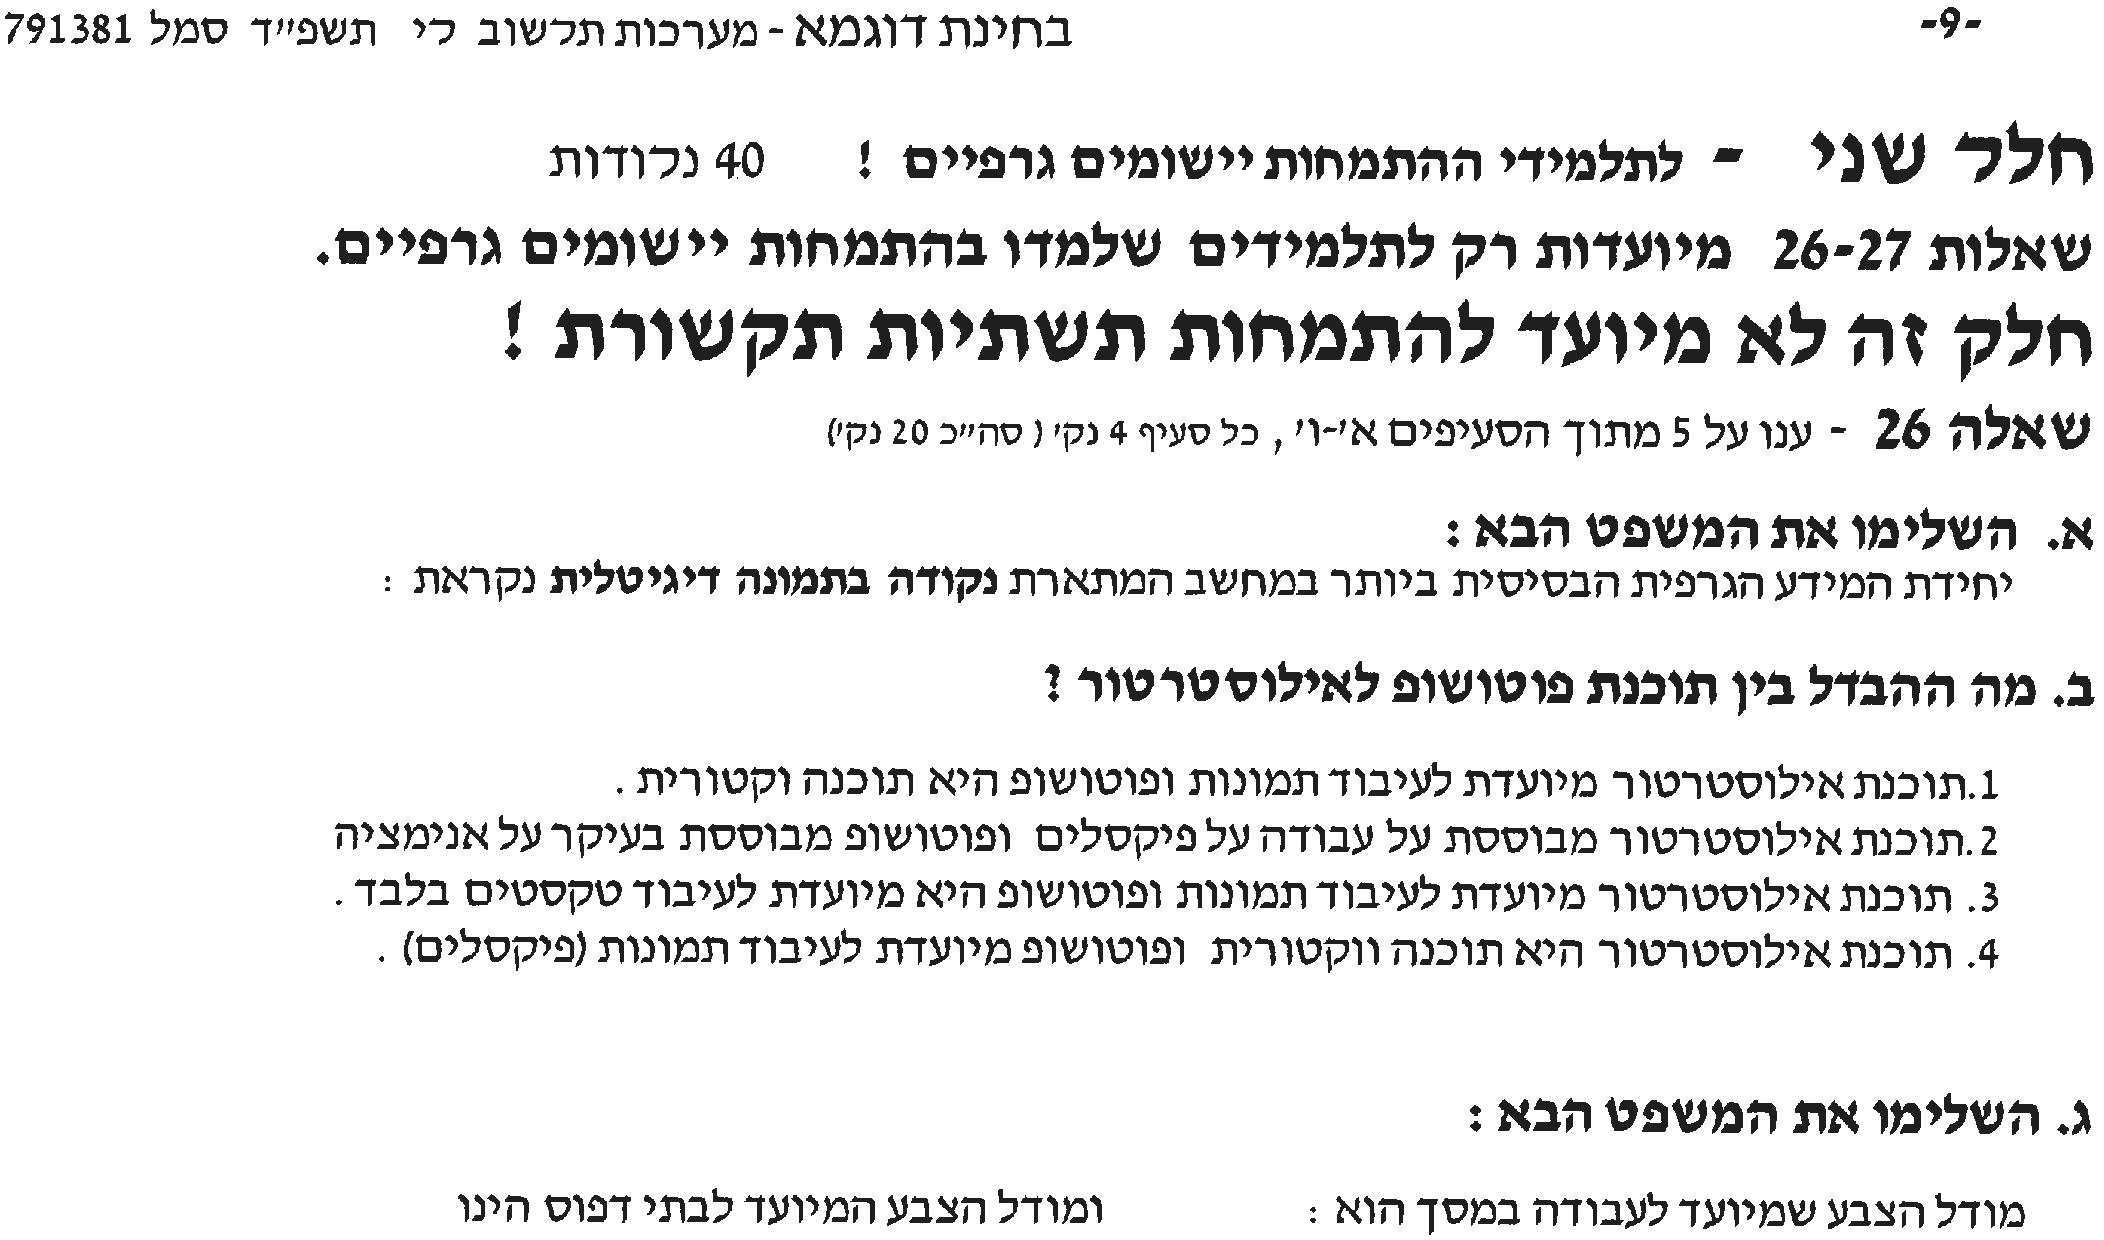 -9-
בחינת דוגמא - מערכות תקשוב קי תשפ״ד סמל 791381
חלק שני - לתלמידי ההתמחות יישומים גרפיים ! 40 נקודות
שאלות 26-27 מיועדות רק לתלמידים שלמדו בהתמחות יישומים גרפיים.
חלק זה לא מיועד להתמחות תשתיות תקשורת !
שאלה 26 - ענו על 5 מתוך הסעיפים א׳-ו׳ , כל סעיף 4 נק׳ ( סה״כ 20 נק׳)
א. השלימו את המשפט הבא :
יחידת המידע הגרפית הבסיסית ביותר במחשב המתארת נקודה בתמונה דיגיטלית נקראת :
ב. מה ההבדל בין תוכנת פוטושופ לאילוסטרטור ?
1.תוכנת אילוסטרטור מיועדת לעיבוד תמונות ופוטושופ היא תוכנה וקטורית .
2.תוכנת אילוסטרטור מבוססת על עבודה על פיקסלים ופוטושופ מבוססת בעיקר על אנימציה
3. תוכנת אילוסטרטור מיועדת לעיבוד תמונות ופוטושופ היא מיועדת לעיבוד טקסטים בלבד .
4. תוכנת אילוסטרטור היא תוכנה ווקטורית ופוטושופ מיועדת לעיבוד תמונות (פיקסלים) .
ג. השלימו את המשפט הבא :
מודל הצבע שמיועד לעבודה במסך הוא : ומודל הצבע המיועד לבתי דפוס הינו